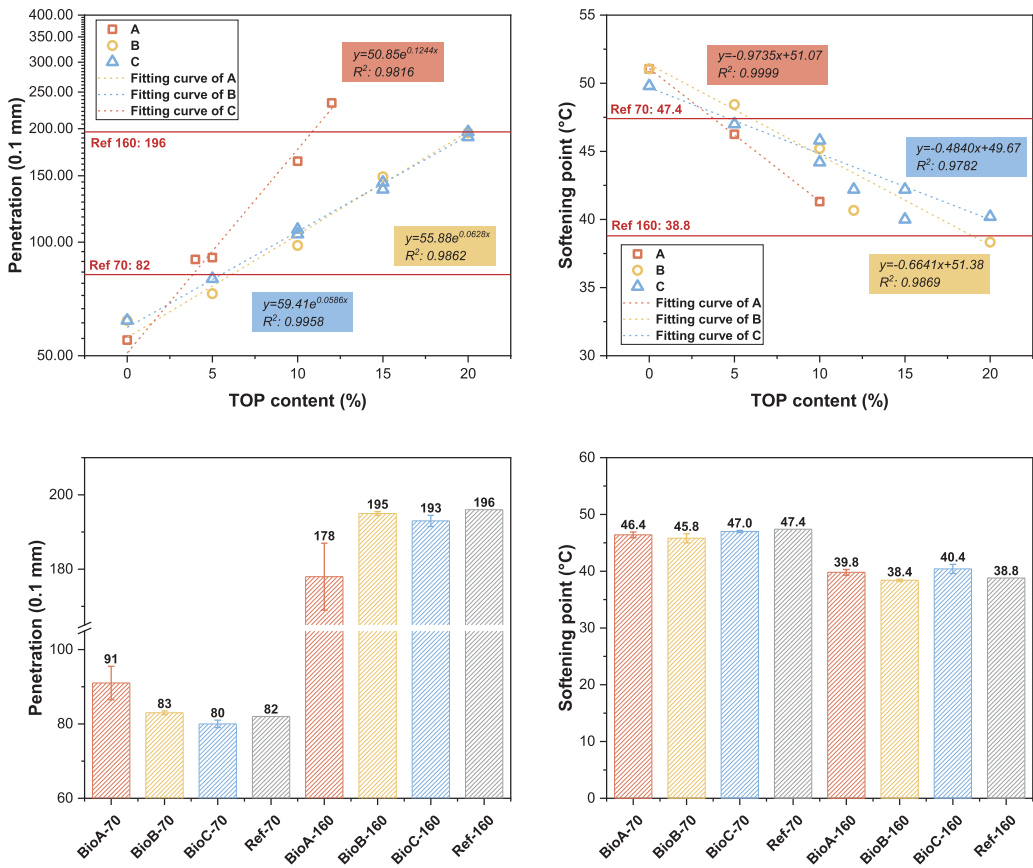 400.00
300.00
250.00
200.00
150.00
100.00
50.00
Penetration (0.1 mm)
A
B
C
Fitting curve of A
Fitting curve of B
Fitting curve of C
y=50.85e^0.1244x
R²: 0.9816
Ref 160: 196
y=55.88e^0.0628x
R²: 0.9862
Ref 70: 82
y=59.41e^0.0586x
R²: 0.9958
0 5 10 15 20
TOP content (%)
55
50
45
40
35
30
Softening point (°C)
y=-0.9735x+51.07
R²: 0.9999
Ref 70: 47.4
y=-0.4840x+49.67
R²: 0.9782
Ref 160: 38.8
y=-0.6641x+51.38
R²: 0.9869
A
B
C
Fitting curve of A
Fitting curve of B
Fitting curve of C
0 5 10 15 20
TOP content (%)
200
180
100
80
60
Penetration (0.1 mm)
91 83 80 82 178 195 193 196
BioA-70 BioB-70 BioC-70 Ref-70 BioA-160 BioB-160 BioC-160 Ref-160
60
50
40
30
20
10
0
Softening point (°C)
46.4 45.8 47.0 47.4 39.8 38.4 40.4 38.8
BioA-70 BioB-70 BioC-70 Ref-70 BioA-160 BioB-160 BioC-160 Ref-160